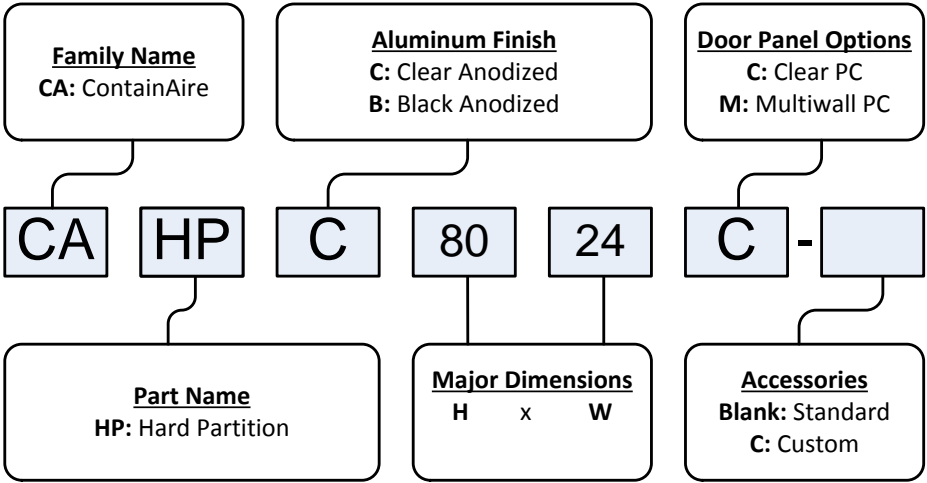 Family Name
CA: ContainAire
Aluminum Finish
C: Clear Anodized
B: Black Anodized
Door Panel Options
C: Clear PC
M: Multiwall PC
CA HP C 80 24 C -
Part Name
HP: Hard Partition
Major Dimensions
H x W
Accessories
Blank: Standard
C: Custom